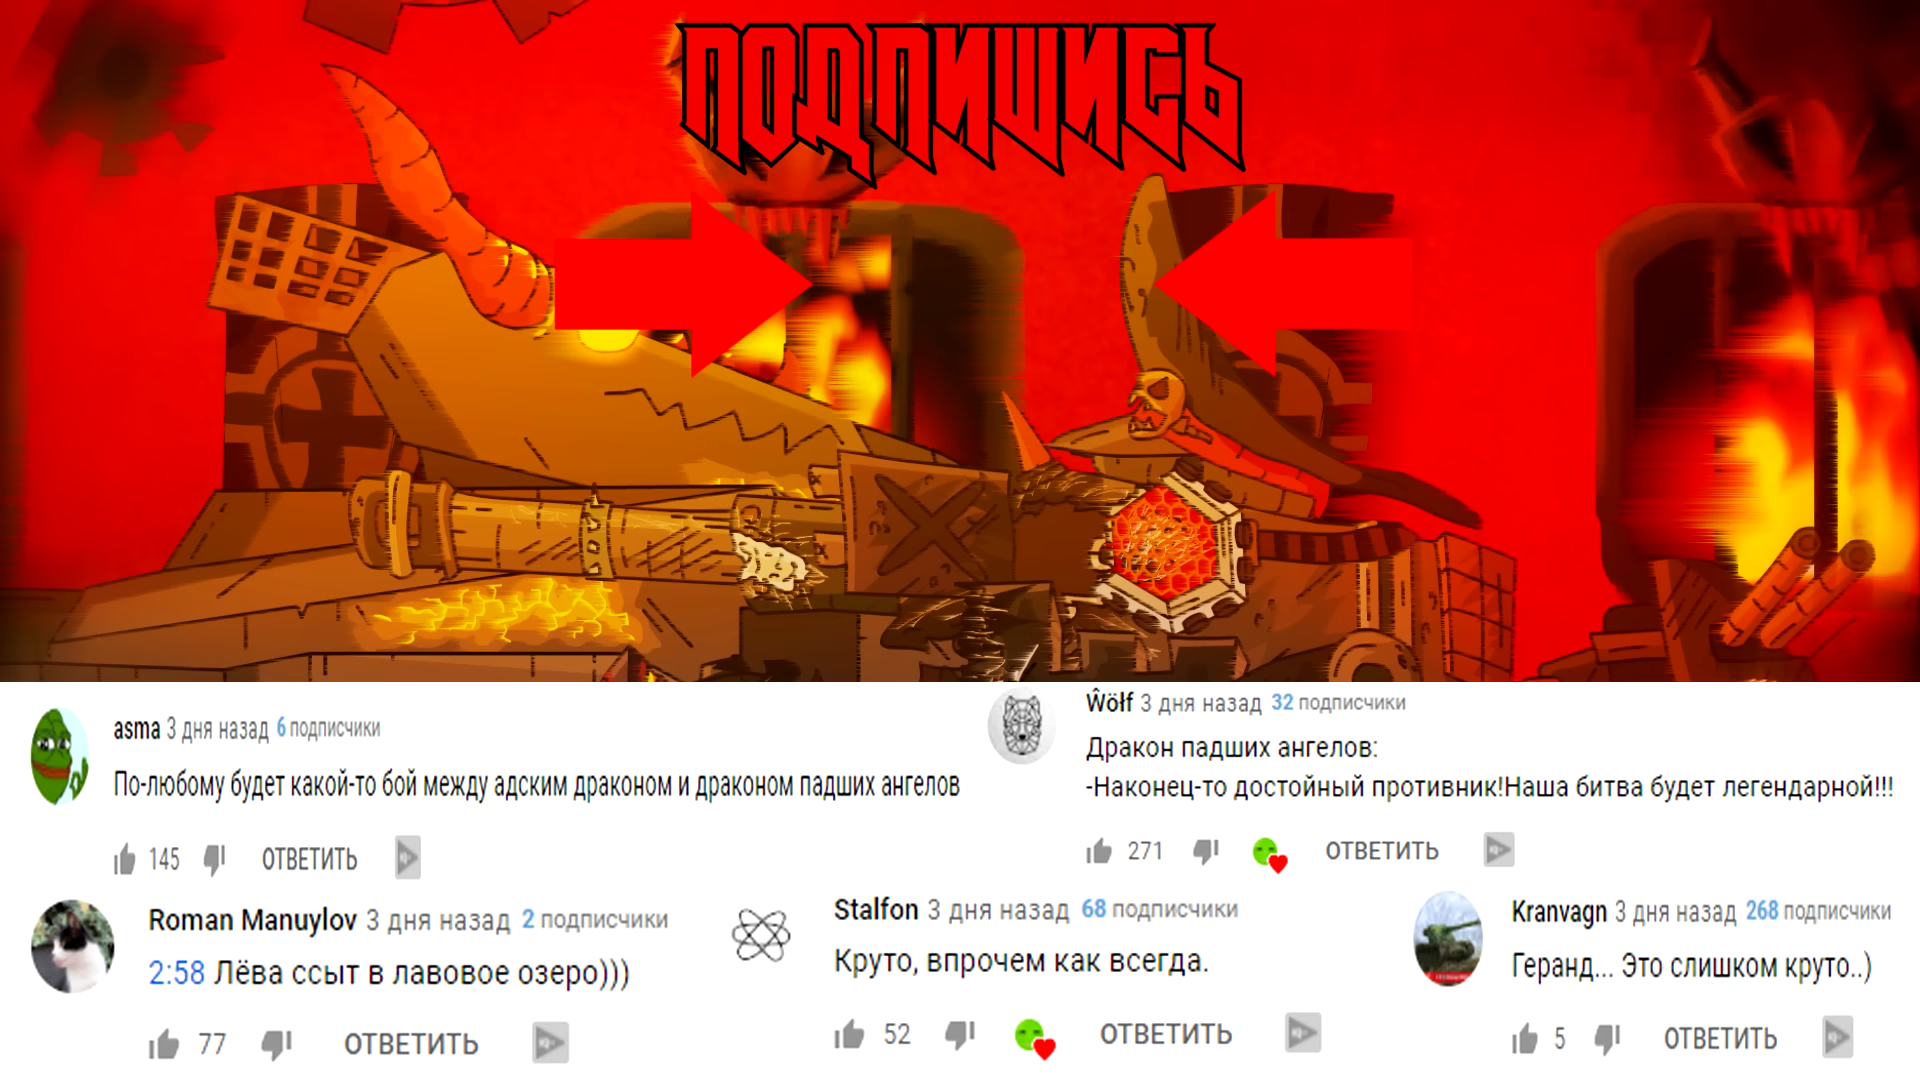 ПОДПИШИСЬ
asma 3 дня назад 6 подписчики
По-любому будет какой-то бой между адским драконом и драконом падших ангелов
145 ОТВЕТИТЬ
Ŵölf 3 дня назад 32 подписчики
Дракон падших ангелов:
-Наконец-то достойный противник!Наша битва будет легендарной!!!
271 ОТВЕТИТЬ
Roman Manuylov 3 дня назад 2 подписчики
2:58 Лёва ссыт в лавовое озеро)))
77 ОТВЕТИТЬ
Stalfon 3 дня назад 68 подписчики
Круто, впрочем как всегда.
52 ОТВЕТИТЬ
Kranvagn 3 дня назад 268 подписчики
Геранд... Это слишком круто..)
5 ОТВЕТИТЬ